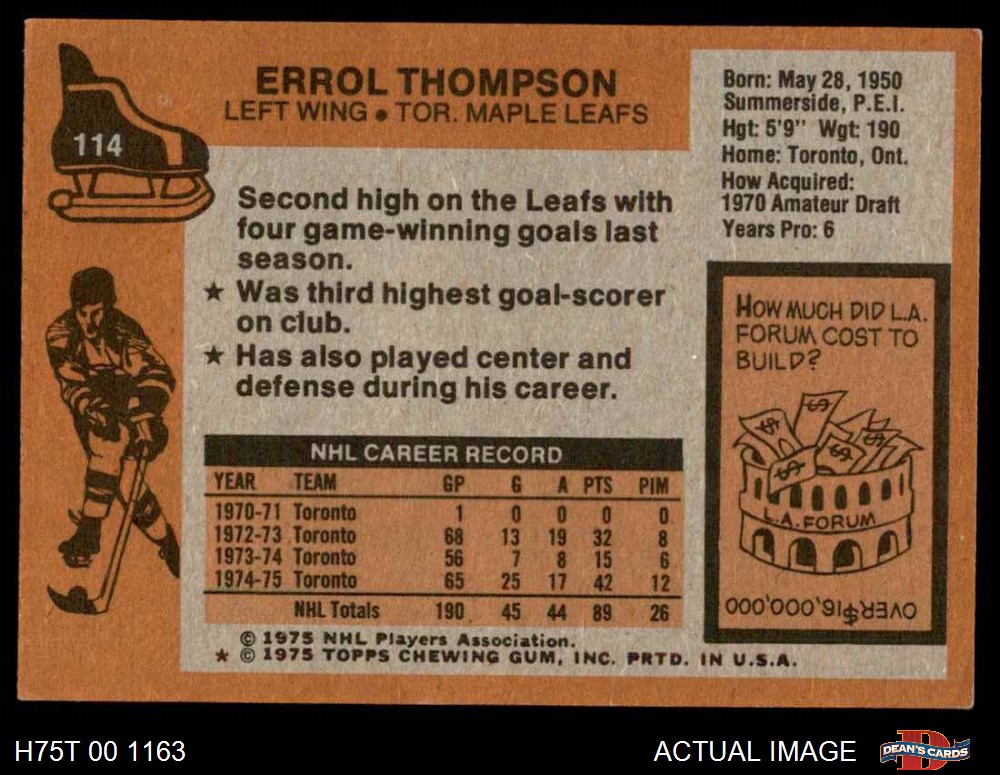 114
ERROL THOMPSON
LEFT WING • TOR. MAPLE LEAFS
Born: May 28, 1950
Summerside, P.E.I.
Hgt: 5'9" Wgt: 190
Home: Toronto, Ont.
How Acquired:
1970 Amateur Draft
Years Pro: 6
Second high on the Leafs with
four game-winning goals last
season.
★ Was third highest goal-scorer
on club.
★ Has also played center and
defense during his career.
HOW MUCH DID L.A.
FORUM COST TO
BUILD?
L.A. FORUM
OVER $16,000,000
NHL CAREER RECORD
YEAR TEAM GP G A PTS PIM
1970-71 Toronto 1 0 0 0 0
1972-73 Toronto 68 13 19 32 8
1973-74 Toronto 56 7 8 15 6
1974-75 Toronto 65 25 17 42 12
NHL Totals 190 45 44 89 26
© 1975 NHL Players Association.
★ © 1975 TOPPS CHEWING GUM, INC. PRTD. IN U.S.A.
H75T 00 1163
ACTUAL IMAGE
DEAN'S CARDS